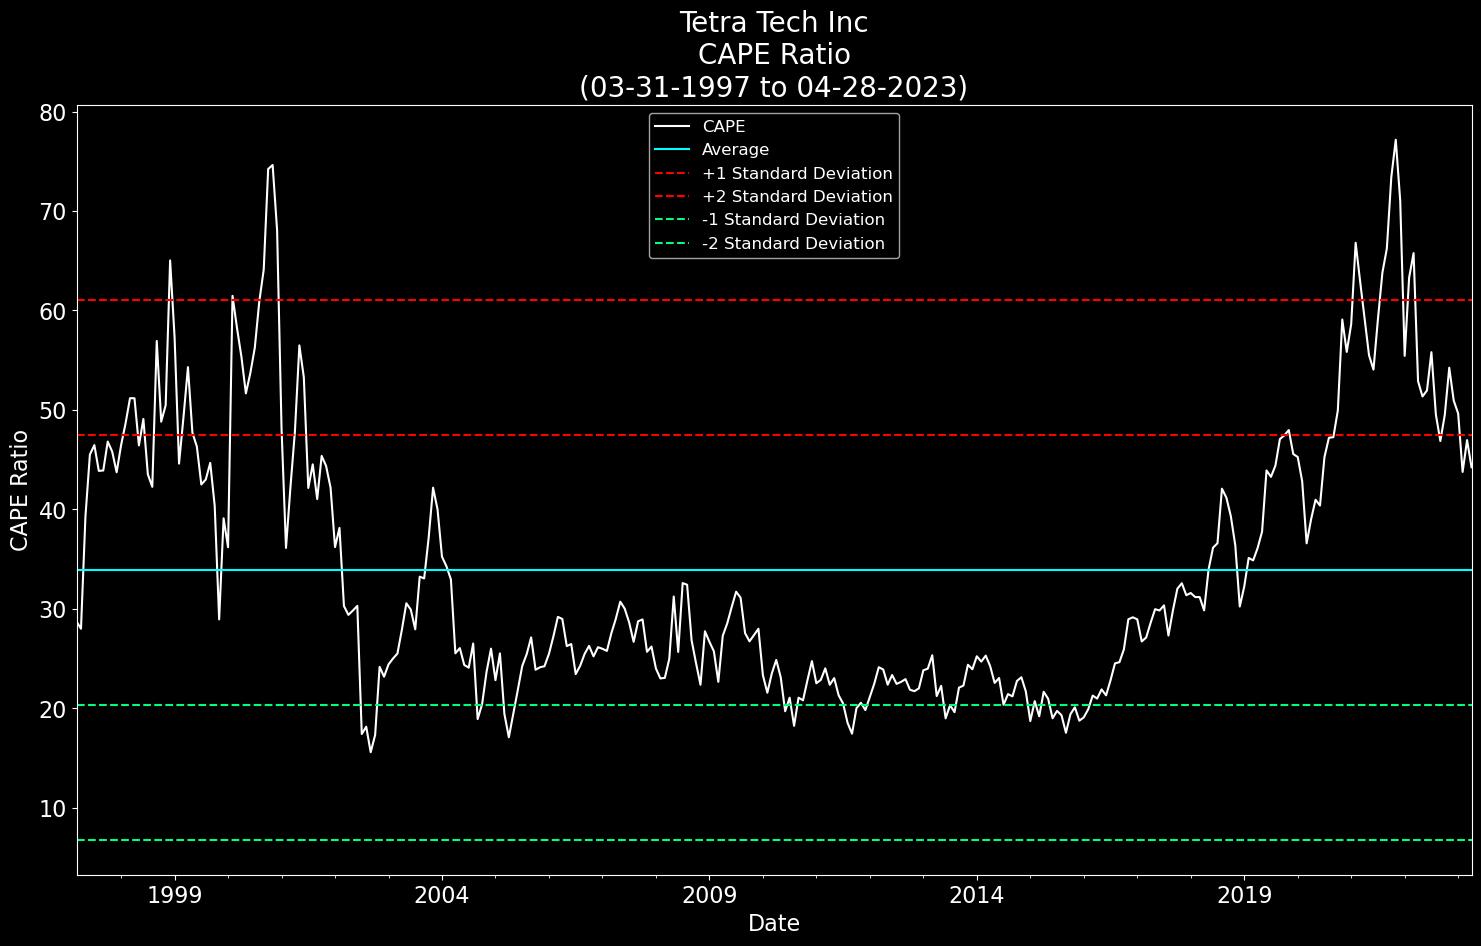 Tetra Tech Inc
CAPE Ratio
(03-31-1997 to 04-28-2023)
80
70
60
50
40
30
20
10
CAPE Ratio
CAPE
Average
+1 Standard Deviation
+2 Standard Deviation
-1 Standard Deviation
-2 Standard Deviation
1999 2004 2009 2014 2019
Date